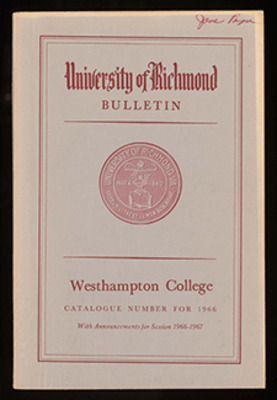 University of Richmond
BULLETIN
Westhampton College
CATALOGUE NUMBER FOR 1966
With Announcements for Session 1966-1967